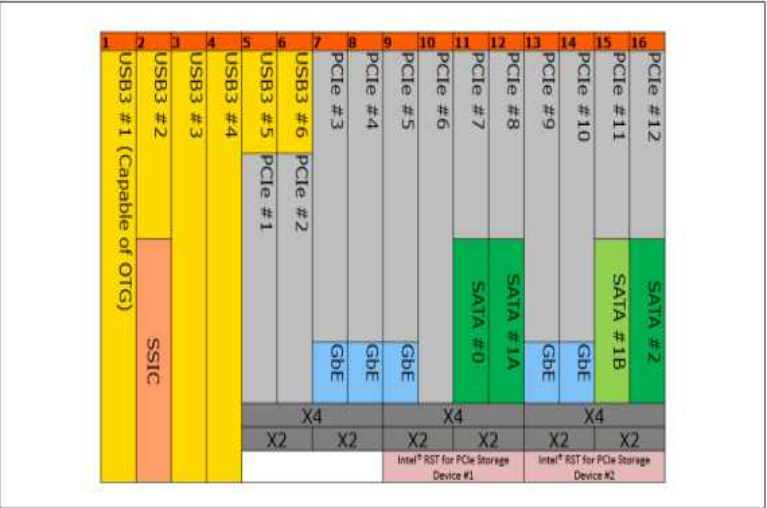 1 2 3 4 5 6 7 8 9 10 11 12 13 14 15 16
USB3 #1 (Capable of OTG)
USB3 #2
SSIC
USB3 #3
USB3 #4
USB3 #5
PCIe #1
USB3 #6
PCIe #2
PCIe #3
GbE
PCIe #4
GbE
PCIe #5
GbE
PCIe #6
PCIe #7
SATA #0
PCIe #8
SATA #1A
PCIe #9
GbE
PCIe #10
GbE
PCIe #11
SATA #1B
PCIe #12
SATA #2
X4 X4 X4
X2 X2 X2 X2 X2 X2
Intel® RST for PCIe Storage
Device #1
Intel® RST for PCIe Storage
Device #2